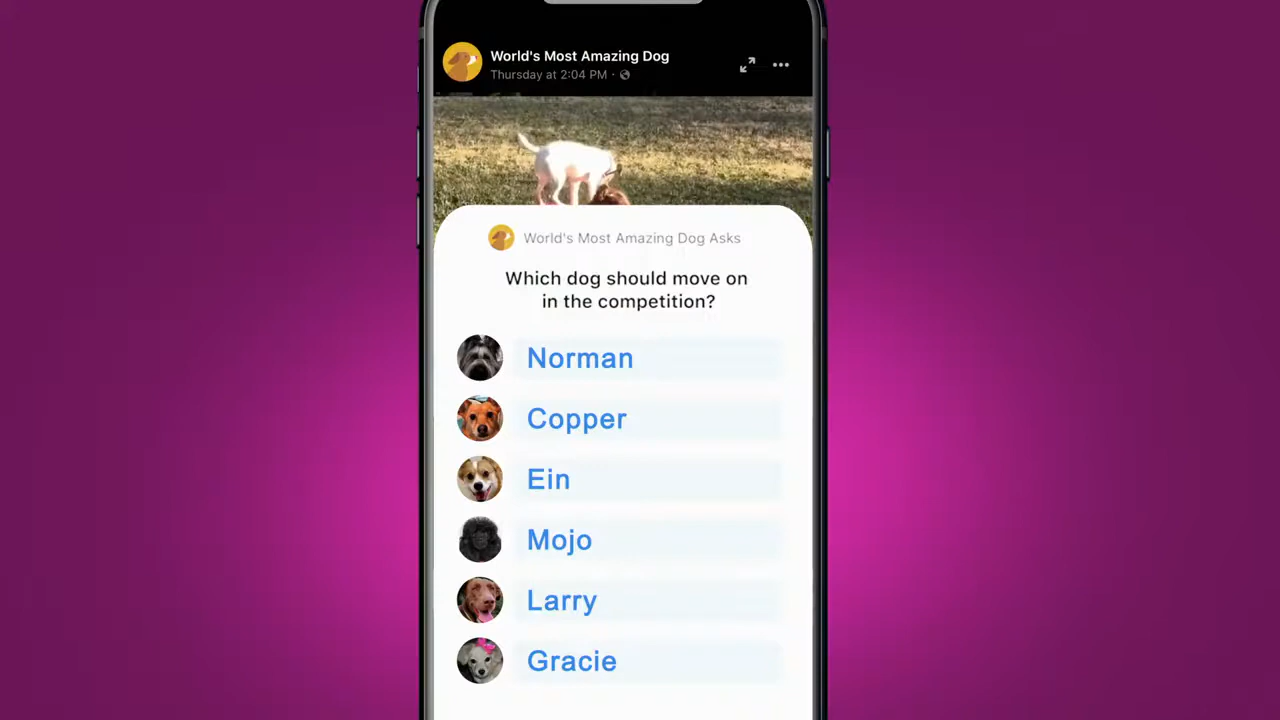 World's Most Amazing Dog
Thursday at 2:04 PM ·
World's Most Amazing Dog Asks
Which dog should move on
in the competition?
Norman
Copper
Ein
Mojo
Larry
Gracie